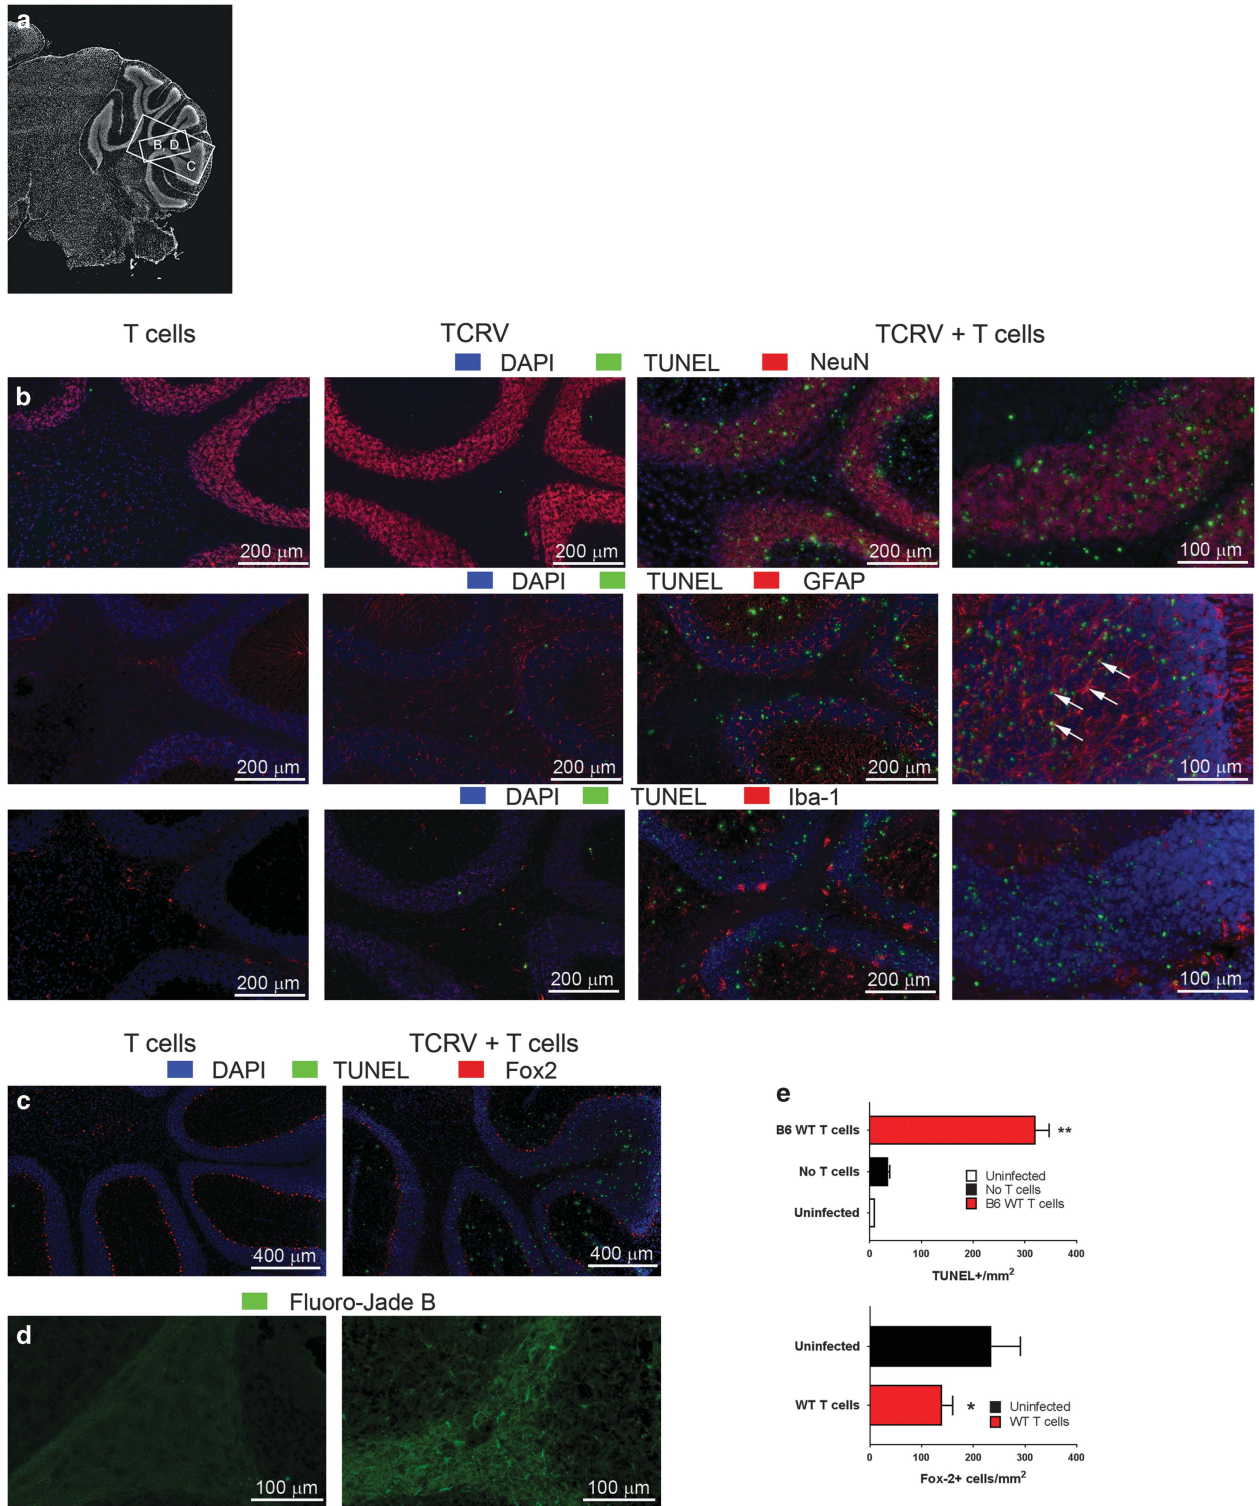 a
B, D
C
T cells TCRV TCRV + T cells
DAPI TUNEL NeuN
b
200 μm 200 μm 200 μm 100 μm
DAPI TUNEL GFAP
200 μm 200 μm 200 μm 100 μm
DAPI TUNEL Iba-1
200 μm 200 μm 200 μm 100 μm
T cells TCRV + T cells
DAPI TUNEL Fox2
c
400 μm 400 μm
Fluoro-Jade B
d
100 μm 100 μm
e
B6 WT T cells **
No T cells
Uninfected
Uninfected
No T cells
B6 WT T cells
0 100 200 300 400
TUNEL+/mm²
Uninfected
WT T cells *
Uninfected
WT T cells
0 100 200 300 400
Fox-2+ cells/mm²